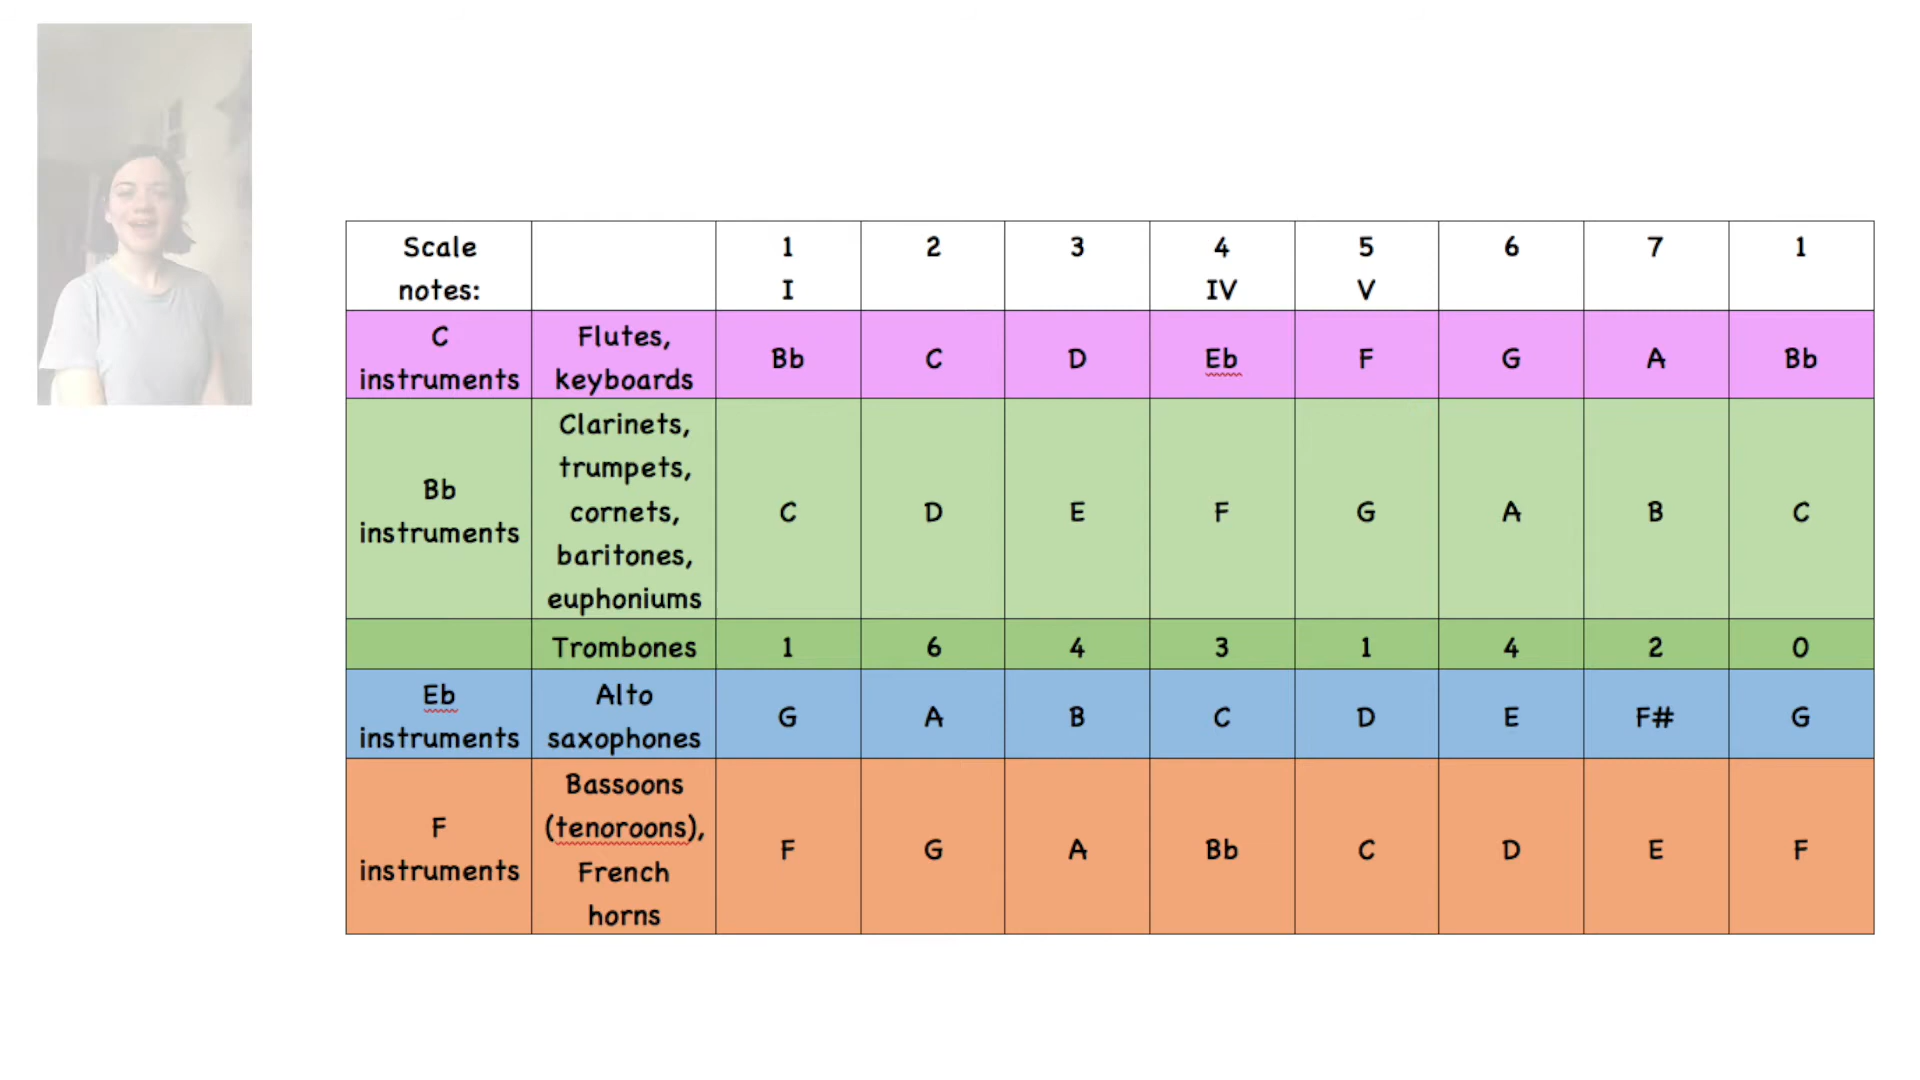 Scale notes: 1 I 2 3 4 IV 5 V 6 7 1
C instruments Flutes, keyboards Bb C D Eb F G A Bb
Bb instruments Clarinets, trumpets, cornets, baritones, euphoniums C D E F G A B C
Trombones 1 6 4 3 1 4 2 0
Eb instruments Alto saxophones G A B C D E F# G
F instruments Bassoons (tenoroons), French horns F G A Bb C D E F